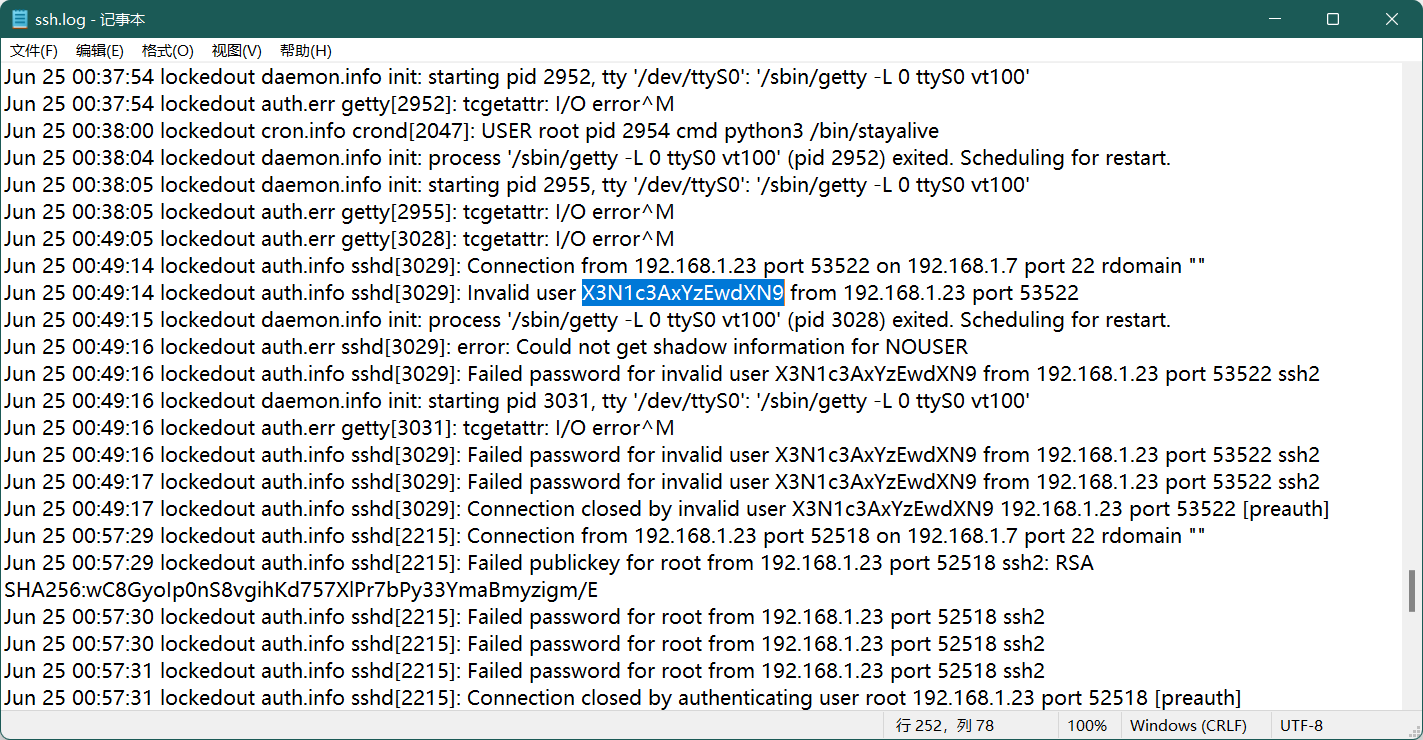 ssh.log - 记事本
文件(F) 编辑(E) 格式(O) 视图(V) 帮助(H)
Jun 25 00:37:54 lockedout daemon.info init: starting pid 2952, tty '/dev/ttyS0': '/sbin/getty -L 0 ttyS0 vt100'
Jun 25 00:37:54 lockedout auth.err getty[2952]: tcgetattr: I/O error^M
Jun 25 00:38:00 lockedout cron.info crond[2047]: USER root pid 2954 cmd python3 /bin/stayalive
Jun 25 00:38:04 lockedout daemon.info init: process '/sbin/getty -L 0 ttyS0 vt100' (pid 2952) exited. Scheduling for restart.
Jun 25 00:38:05 lockedout daemon.info init: starting pid 2955, tty '/dev/ttyS0': '/sbin/getty -L 0 ttyS0 vt100'
Jun 25 00:38:05 lockedout auth.err getty[2955]: tcgetattr: I/O error^M
Jun 25 00:49:05 lockedout auth.err getty[3028]: tcgetattr: I/O error^M
Jun 25 00:49:14 lockedout auth.info sshd[3029]: Connection from 192.168.1.23 port 53522 on 192.168.1.7 port 22 rdomain ""
Jun 25 00:49:14 lockedout auth.info sshd[3029]: Invalid user X3N1c3AxYzEwdXN9 from 192.168.1.23 port 53522
Jun 25 00:49:15 lockedout daemon.info init: process '/sbin/getty -L 0 ttyS0 vt100' (pid 3028) exited. Scheduling for restart.
Jun 25 00:49:16 lockedout auth.err sshd[3029]: error: Could not get shadow information for NOUSER
Jun 25 00:49:16 lockedout auth.info sshd[3029]: Failed password for invalid user X3N1c3AxYzEwdXN9 from 192.168.1.23 port 53522 ssh2
Jun 25 00:49:16 lockedout daemon.info init: starting pid 3031, tty '/dev/ttyS0': '/sbin/getty -L 0 ttyS0 vt100'
Jun 25 00:49:16 lockedout auth.err getty[3031]: tcgetattr: I/O error^M
Jun 25 00:49:16 lockedout auth.info sshd[3029]: Failed password for invalid user X3N1c3AxYzEwdXN9 from 192.168.1.23 port 53522 ssh2
Jun 25 00:49:17 lockedout auth.info sshd[3029]: Failed password for invalid user X3N1c3AxYzEwdXN9 from 192.168.1.23 port 53522 ssh2
Jun 25 00:49:17 lockedout auth.info sshd[3029]: Connection closed by invalid user X3N1c3AxYzEwdXN9 192.168.1.23 port 53522 [preauth]
Jun 25 00:57:29 lockedout auth.info sshd[2215]: Connection from 192.168.1.23 port 52518 on 192.168.1.7 port 22 rdomain ""
Jun 25 00:57:29 lockedout auth.info sshd[2215]: Failed publickey for root from 192.168.1.23 port 52518 ssh2: RSA
SHA256:wC8GyoIp0nS8vgihKd757XlPr7bPy33YmaBmyzigm/E
Jun 25 00:57:30 lockedout auth.info sshd[2215]: Failed password for root from 192.168.1.23 port 52518 ssh2
Jun 25 00:57:30 lockedout auth.info sshd[2215]: Failed password for root from 192.168.1.23 port 52518 ssh2
Jun 25 00:57:31 lockedout auth.info sshd[2215]: Failed password for root from 192.168.1.23 port 52518 ssh2
Jun 25 00:57:31 lockedout auth.info sshd[2215]: Connection closed by authenticating user root 192.168.1.23 port 52518 [preauth]
行 252，列 78 100% Windows (CRLF) UTF-8